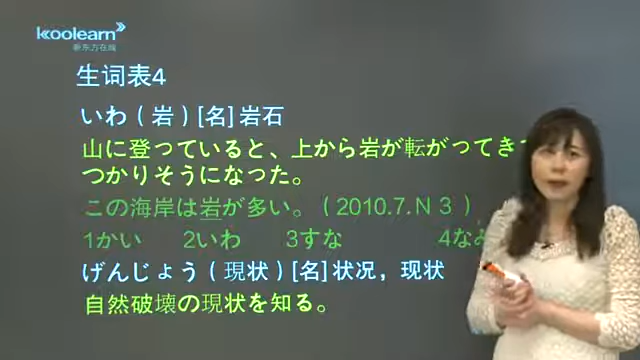 koolearn
新东方在线
生词表4
いわ（岩）[名]岩石
山に登っていると、上から岩が転がってきて
つかりそうになった。
この海岸は岩が多い。（2010.7.N３）
1かい 2いわ 3すな 4なみ
げんじょう（現状）[名]状况，现状
自然破壊の現状を知る。